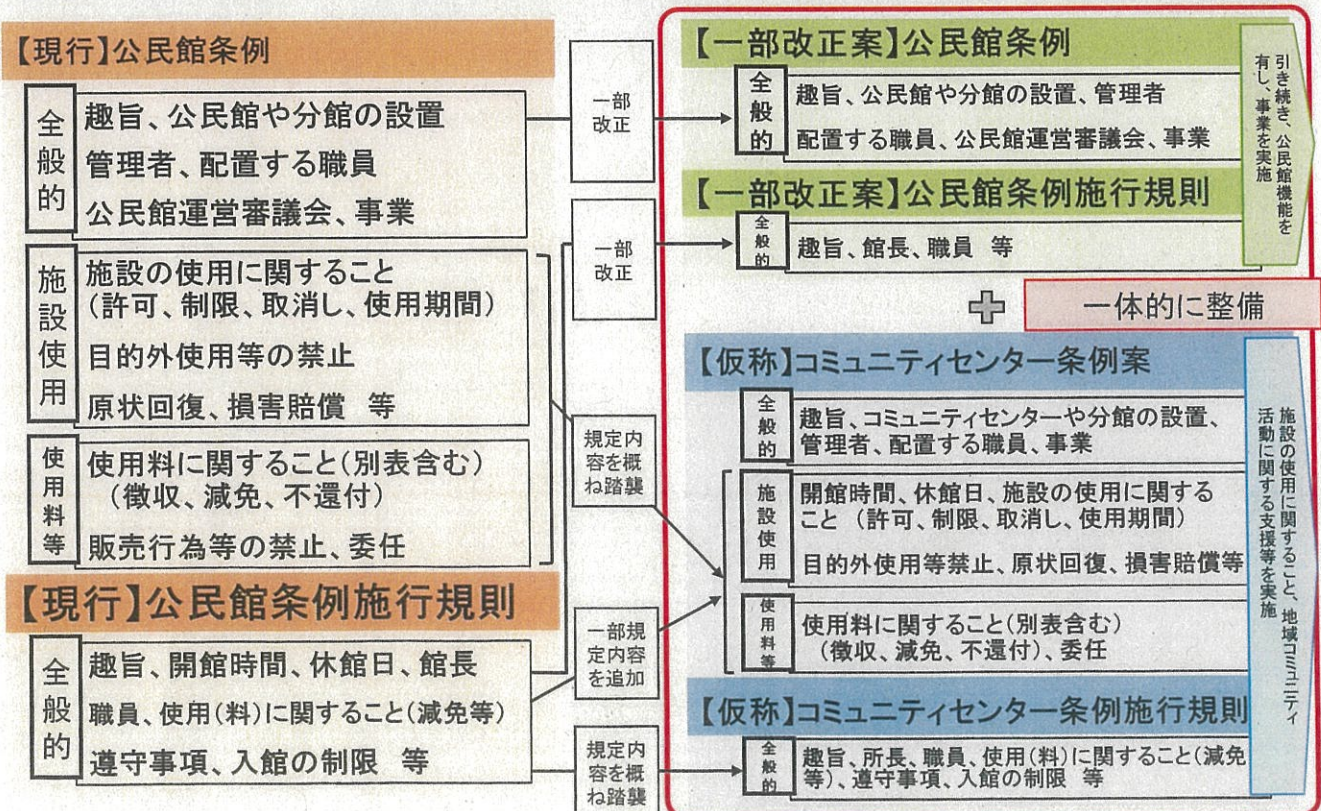 【現行】公民館条例
全般的
趣旨、公民館や分館の設置
管理者、配置する職員
公民館運営審議会、事業
施設使用
施設の使用に関すること
(許可、制限、取消し、使用期間)
目的外使用等の禁止
原状回復、損害賠償 等
使用料等
使用料に関すること(別表含む)
(徴収、減免、不還付)
販売行為等の禁止、委任
【現行】公民館条例施行規則
全般的
趣旨、開館時間、休館日、館長
職員、使用(料)に関すること(減免等)
遵守事項、入館の制限 等
一部
改正
一部
改正
規定内
容を概
ね踏襲
一部規
定内容
を追加
規定内
容を概
ね踏襲
【一部改正案】公民館条例
全般的
趣旨、公民館や分館の設置、管理者
配置する職員、公民館運営審議会、事業
【一部改正案】公民館条例施行規則
全般的
趣旨、館長、職員 等
引き続き、公民館機能を
有し、事業を実施
一体的に整備
【仮称】コミュニティセンター条例案
全般的
趣旨、コミュニティセンターや分館の設置、
管理者、配置する職員、事業
施設使用
開館時間、休館日、施設の使用に関する
こと (許可、制限、取消し、使用期間)
目的外使用等禁止、原状回復、損害賠償等
使用料等
使用料に関すること(別表含む)
(徴収、減免、不還付)、委任
【仮称】コミュニティセンター条例施行規則
全般的
趣旨、所長、職員、使用(料)に関すること(減免
等)、遵守事項、入館の制限 等
施設の使用に関すること、地域コミュニティ
活動に関する支援等を実施